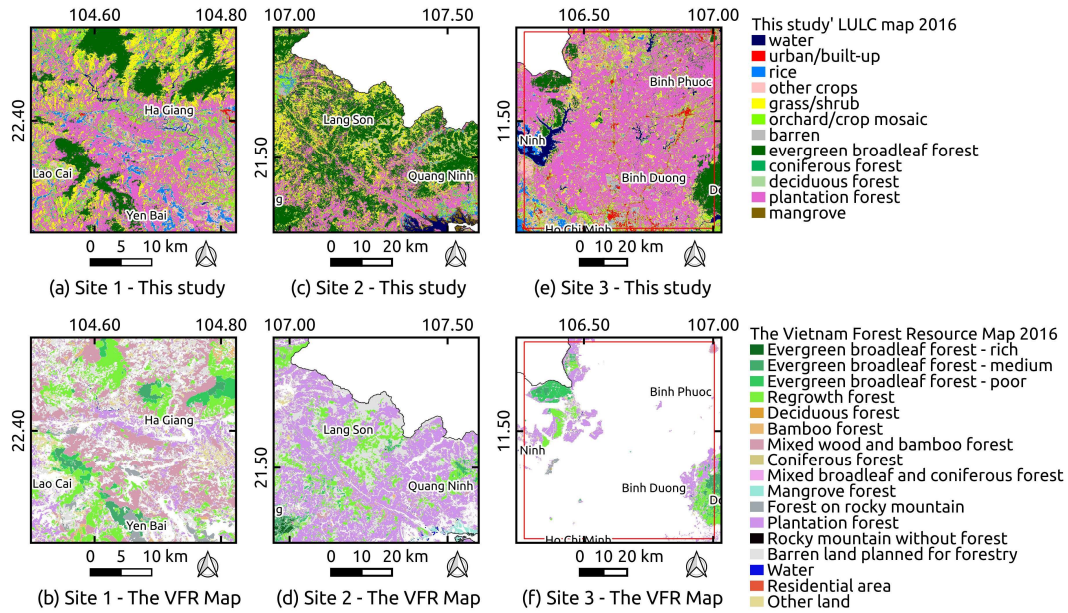 104.60 104.80
22.40
Ha Giang
Lao Cai
Yen Bai
0 5 10 km
(a) Site 1 - This study
107.00 107.50
21.50
Lang Son
Quang Ninh
g
0 10 20 km
(c) Site 2 - This study
106.50 107.00
11.50
Binh Phuoc
Ninh
Binh Duong
Do
Ho Chi Minh
0 10 20 km
(e) Site 3 - This study
This study' LULC map 2016
water
urban/built-up
rice
other crops
grass/shrub
orchard/crop mosaic
barren
evergreen broadleaf forest
coniferous forest
deciduous forest
plantation forest
mangrove
104.60 104.80
22.40
Ha Giang
Lao Cai
Yen Bai
0 5 10 km
(b) Site 1 - The VFR Map
107.00 107.50
21.50
Lang Son
Quang Ninh
g
0 10 20 km
(d) Site 2 - The VFR Map
106.50 107.00
11.50
Binh Phuoc
Ninh
Binh Duong
Do
Ho Chi Minh
0 10 20 km
(f) Site 3 - The VFR Map
The Vietnam Forest Resource Map 2016
Evergreen broadleaf forest - rich
Evergreen broadleaf forest - medium
Evergreen broadleaf forest - poor
Regrowth forest
Deciduous forest
Bamboo forest
Mixed wood and bamboo forest
Coniferous forest
Mixed broadleaf and coniferous forest
Mangrove forest
Forest on rocky mountain
Plantation forest
Rocky mountain without forest
Barren land planned for forestry
Water
Residential area
Other land